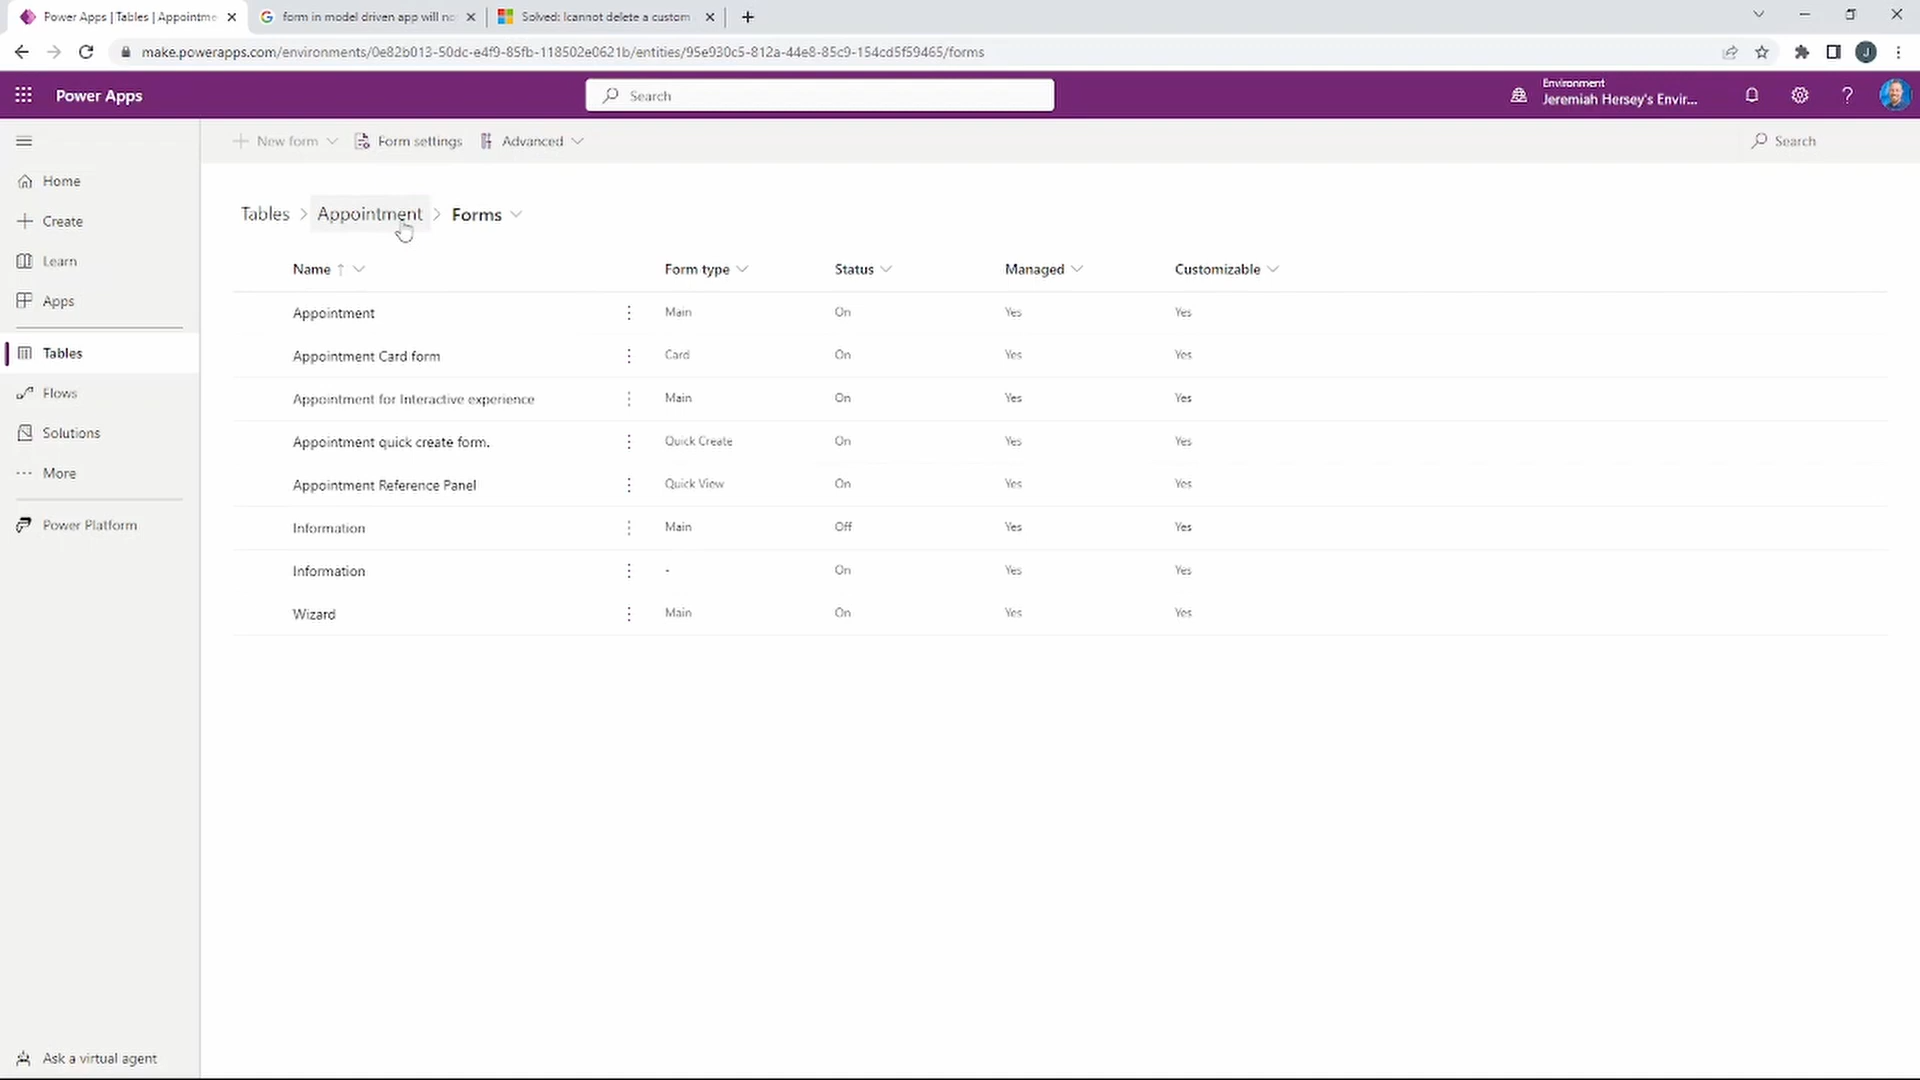 Power Apps | Tables | Appointme
form in model driven app will no
Solved: Icannot delete a custom
make.powerapps.com/environments/0e82b013-50dc-e4f9-85fb-118502e0621b/entities/95e930c5-812a-44e8-85c9-154cd5f59465/forms
J
Power Apps
Search
Environment
Jeremiah Hersey's Envir...
New form
Form settings
Advanced
Search
Home
Create
Learn
Apps
Tables
Flows
Solutions
More
Power Platform
Ask a virtual agent
Tables > Appointment > Forms
Name ↑ Form type Status Managed Customizable
Appointment Main On Yes Yes
Appointment Card form Card On Yes Yes
Appointment for Interactive experience Main On Yes Yes
Appointment quick create form. Quick Create On Yes Yes
Appointment Reference Panel Quick View On Yes Yes
Information Main Off Yes Yes
Information - On Yes Yes
Wizard Main On Yes Yes